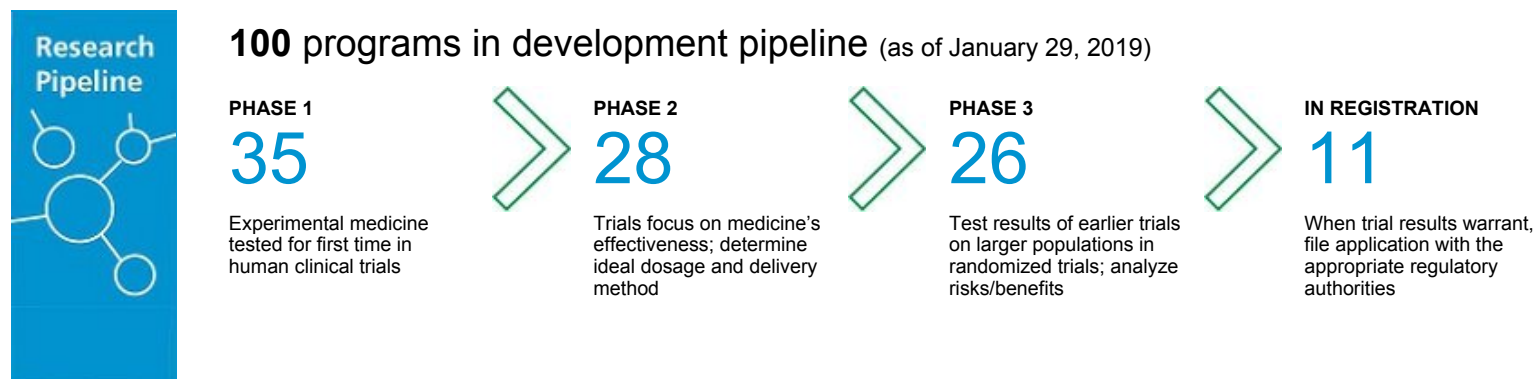 Research
Pipeline
100 programs in development pipeline (as of January 29, 2019)
PHASE 1
35
Experimental medicine
tested for first time in
human clinical trials
PHASE 2
28
Trials focus on medicine’s
effectiveness; determine
ideal dosage and delivery
method
PHASE 3
26
Test results of earlier trials
on larger populations in
randomized trials; analyze
risks/benefits
IN REGISTRATION
11
When trial results warrant,
file application with the
appropriate regulatory
authorities